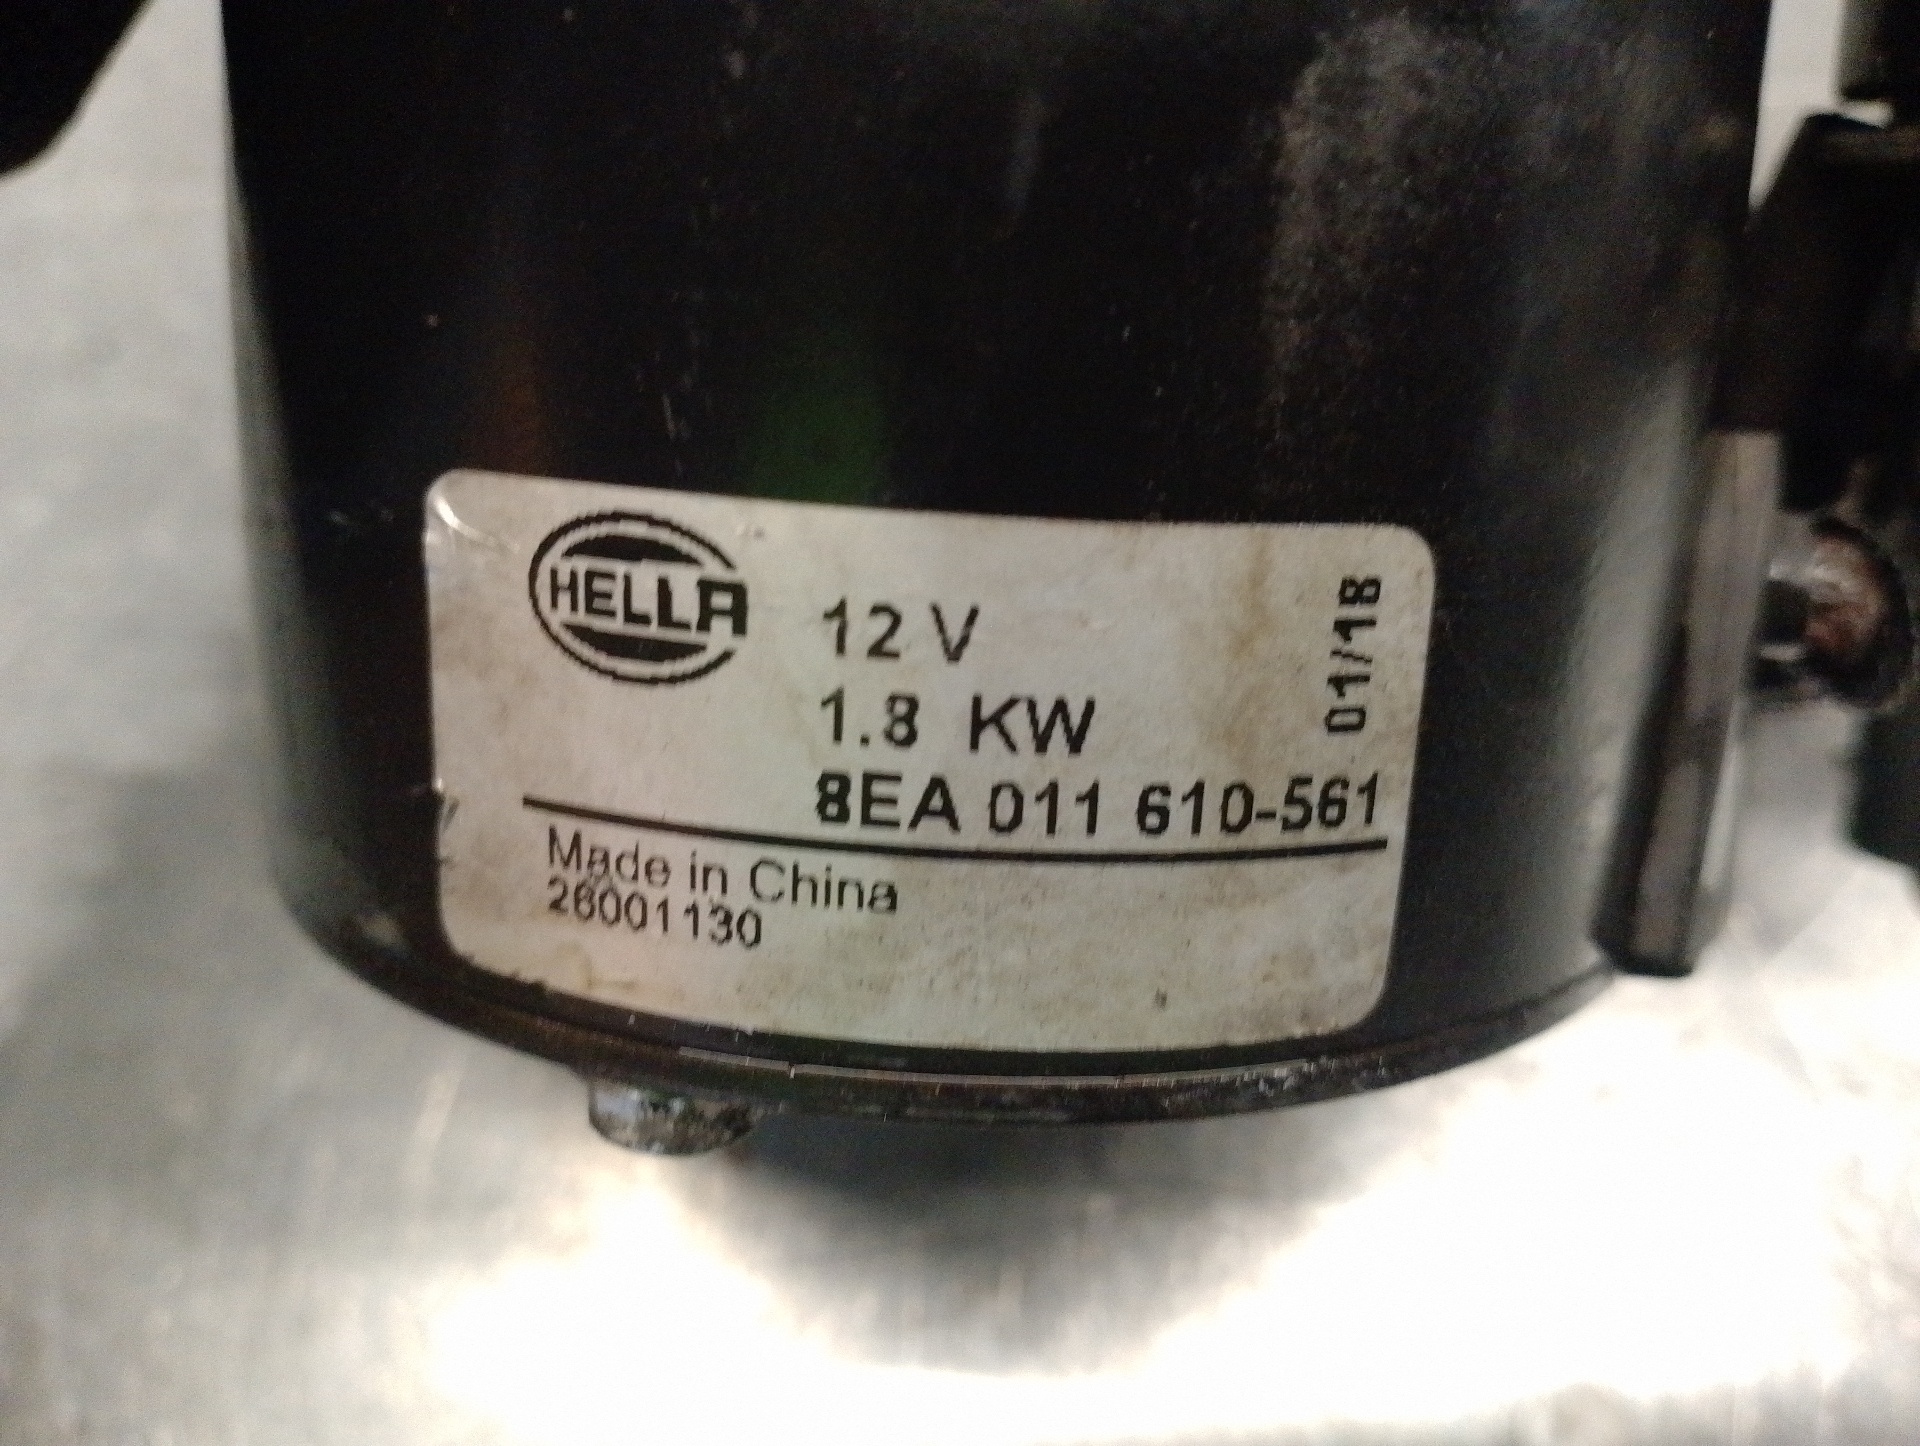 HELLA
12 V
1.8 KW
01/18
8EA 011 610-561
Made in China
26001130